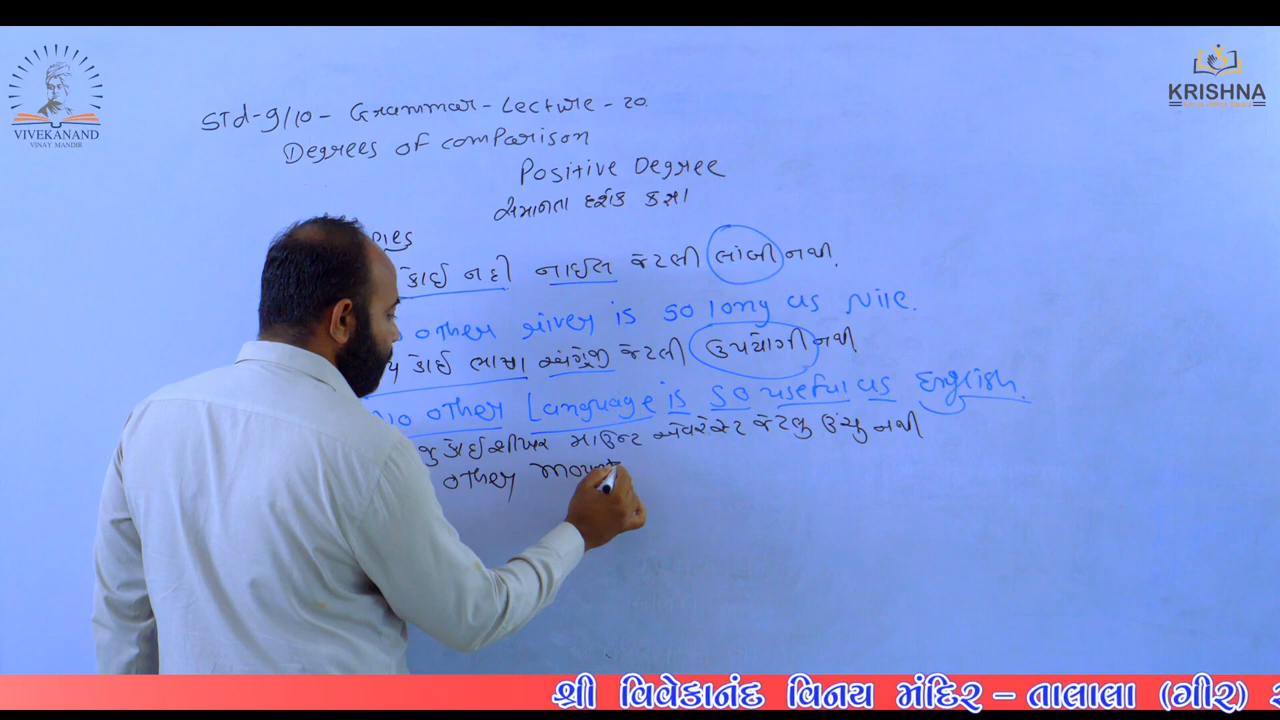 VIVEKANAND
VINAY MANDIR
KRISHNA
STd-9/10 - Grammar - Lecture - 20.
Degrees of comparison
Positive Degree
સમાનતા દર્શક કક્ષા
કોઈ નદી નાઈલ જેટલી લાંબી નથી.
other river is so long as Nile.
કોઈ ભાષા અંગ્રેજી જેટલી ઉપયોગી નથી
No other Language is so useful as English.
કોઈ શીખર માઉન્ટ એવરેસ્ટ જેટલુ ઉંચુ નથી
other mount
શ્રી વિવેકાનંદ વિનય મંદિર - તાલાલા (ગીર)